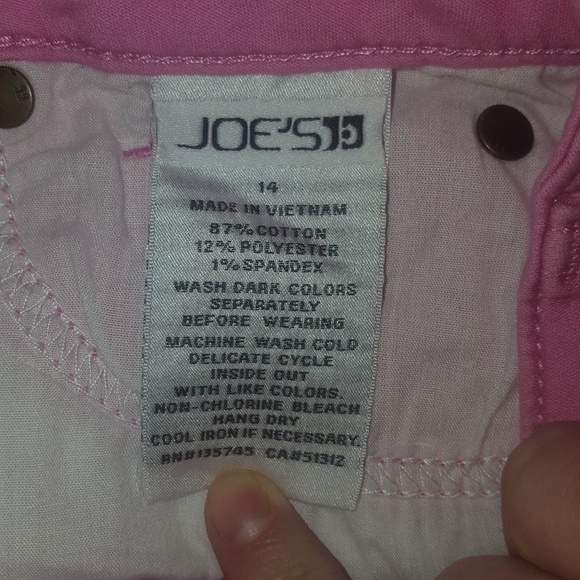 JOE'S
14
MADE IN VIETNAM
87% COTTON
12% POLYESTER
1% SPANDEX
WASH DARK COLORS
SEPARATELY
BEFORE WEARING
MACHINE WASH COLD
DELICATE CYCLE
INSIDE OUT
WITH LIKE COLORS.
NON-CHLORINE BLEACH
HANG DRY
COOL IRON IF NECESSARY.
RN#135745 CA#51312